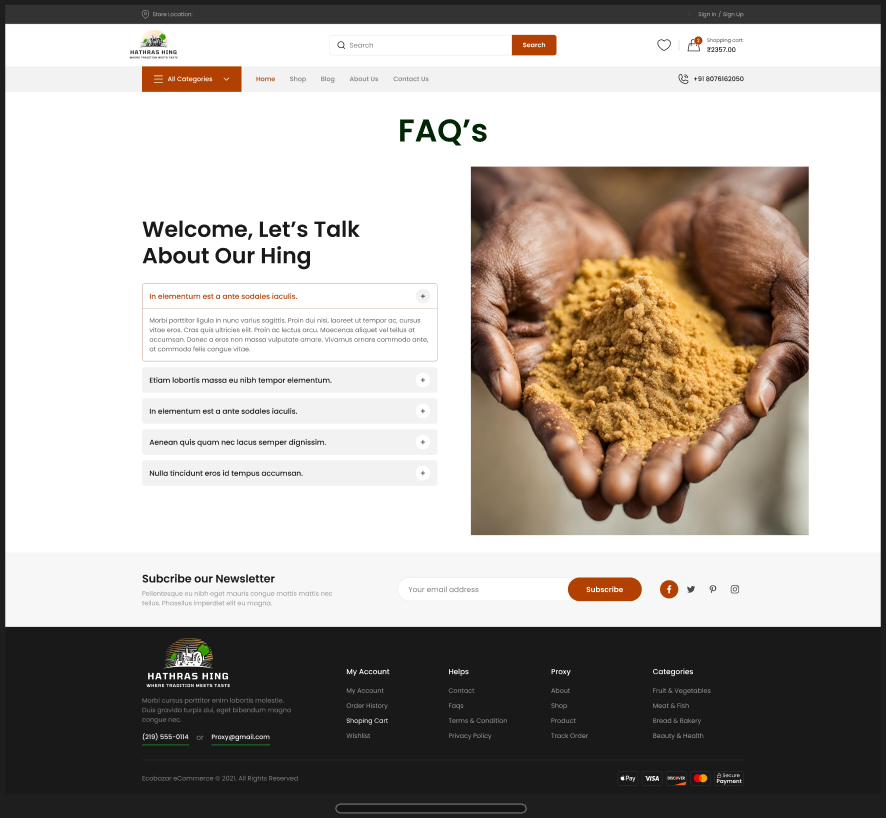 Store Location:
Sign In / Sign Up
HATHRAS HING
WHERE TRADITION MEETS TASTE
Search
Search
2
Shopping cart:
₹2357.00
All Categories
Home
Shop
Blog
About Us
Contact Us
+91 8076162050
FAQ's
Welcome, Let's Talk
About Our Hing
In elementum est a ante sodales iaculis.
Morbi porttitor ligula in nunc varius sagittis. Proin dui nisi, laoreet ut tempor ac, cursus
vitae eros. Cras quis ultricies elit. Proin ac lectus arcu. Maecenas aliquet vel tellus at
accumsan. Donec a eros non massa vulputate ornare. Vivamus ornare commodo ante,
at commodo felis congue vitae.
Etiam lobortis massa eu nibh tempor elementum.
In elementum est a ante sodales iaculis.
Aenean quis quam nec lacus semper dignissim.
Nulla tincidunt eros id tempus accumsan.
Subcribe our Newsletter
Pellentesque eu nibh eget mauris congue mattis mattis nec
tellus. Phasellus imperdiet elit eu magna.
Your email address
Subscribe
HATHRAS HING
WHERE TRADITION MEETS TASTE
Morbi cursus porttitor enim lobortis molestie.
Duis gravida turpis dui, eget bibendum magna
congue nec.
(219) 555-0114 or Proxy@gmail.com
My Account
My Account
Order History
Shoping Cart
Wishlist
Helps
Contact
Faqs
Terms & Condition
Privacy Policy
Proxy
About
Shop
Product
Track Order
Categories
Fruit & Vegetables
Meat & Fish
Bread & Bakery
Beauty & Health
Ecobazar eCommerce © 2021. All Rights Reserved
Pay
VISA
DISCOVER
Secure
Payment